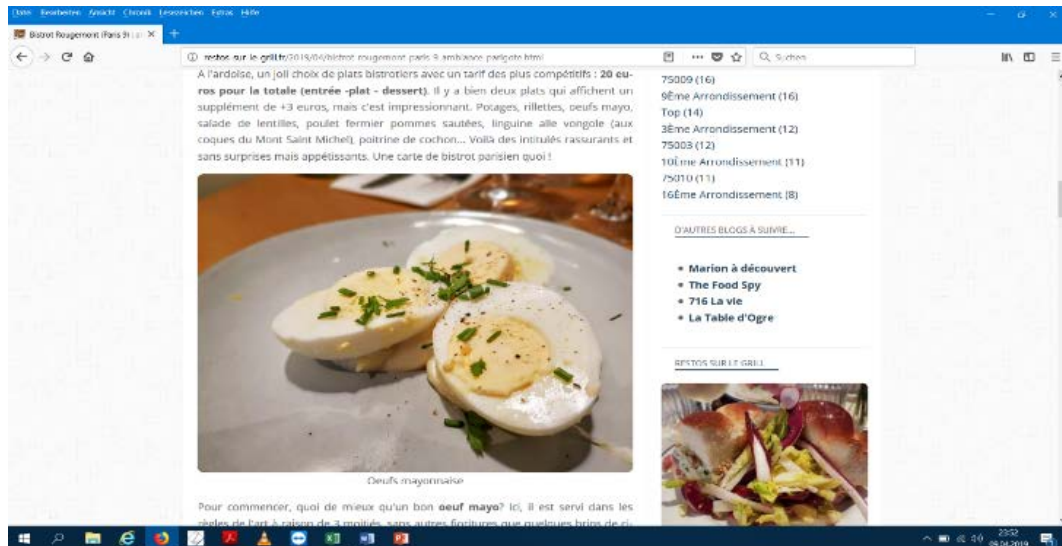 Datei Bearbeiten Ansicht Chronik Lesezeichen Extras Hilfe
Bistrot Rougemont (Paris 9)
restos-sur-le-grill.fr/2019/04/bistrot-rougemont-paris-9-ambiance-parigote.html
Suchen
A l'ardoise, un joli choix de plats bistrotiers avec un tarif des plus compétitifs : 20 eu-
ros pour la totale (entrée -plat - dessert). Il y a bien deux plats qui affichent un
supplément de +3 euros, mais c'est impressionnant. Potages, rillettes, oeufs mayo,
salade de lentilles, poulet fermier pommes sautées, linguine alle vongole (aux
coques du Mont Saint Michel), poitrine de cochon... Voilà des intitulés rassurants et
sans surprises mais appétissants. Une carte de bistrot parisien quoi !
Oeufs mayonnaise
Pour commencer, quoi de mieux qu'un bon oeuf mayo? Ici, il est servi dans les
règles de l'art à raison de 3 moitiés, sans autres fioritures que quelques brins de ci-
75009 (16)
9Ème Arrondissement (16)
Top (14)
3Ème Arrondissement (12)
75003 (12)
10Ème Arrondissement (11)
75010 (11)
16Ème Arrondissement (8)
D'AUTRES BLOGS À SUIVRE...
Marion à découvert
The Food Spy
716 La vie
La Table d'Ogre
RESTOS SUR LE GRILL
23:52
09.04.2019